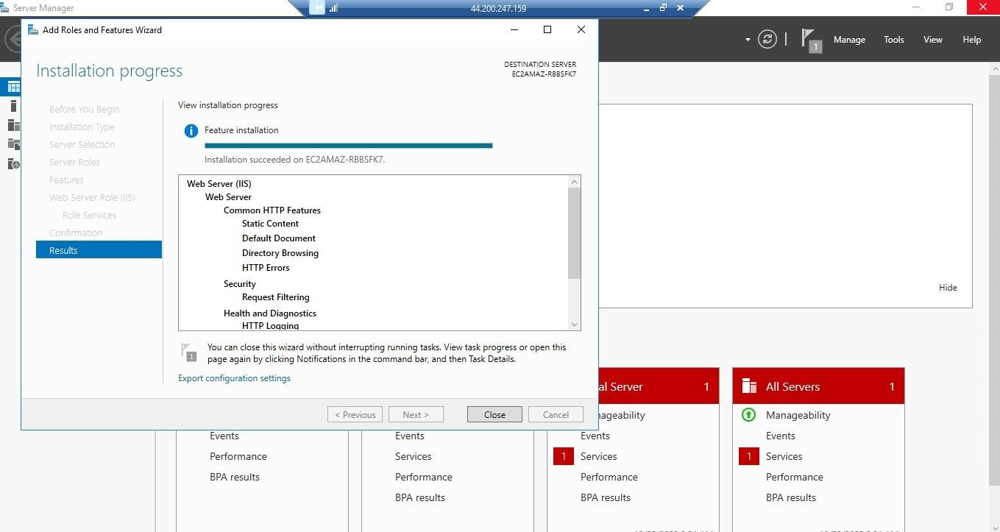 Server Manager
44.200.247.159
Add Roles and Features Wizard
1
Manage
Tools
View
Help
Installation progress
DESTINATION SERVER
EC2AMAZ-RBBSFK7
Before You Begin
Installation Type
Server Selection
Server Roles
Features
Web Server Role (IIS)
Role Services
Confirmation
Results
View installation progress
Feature installation
Installation succeeded on EC2AMAZ-RBBSFK7.
Web Server (IIS)
Web Server
Common HTTP Features
Static Content
Default Document
Directory Browsing
HTTP Errors
Security
Request Filtering
Health and Diagnostics
HTTP Logging
1
You can close this wizard without interrupting running tasks. View task progress or open this
page again by clicking Notifications in the command bar, and then Task Details.
Export configuration settings
< Previous
Next >
Close
Cancel
Hide
Events
Performance
BPA results
Events
Services
Performance
BPA results
al Server 1
nageability
Events
1 Services
Performance
BPA results
All Servers 1
Manageability
Events
1 Services
Performance
BPA results